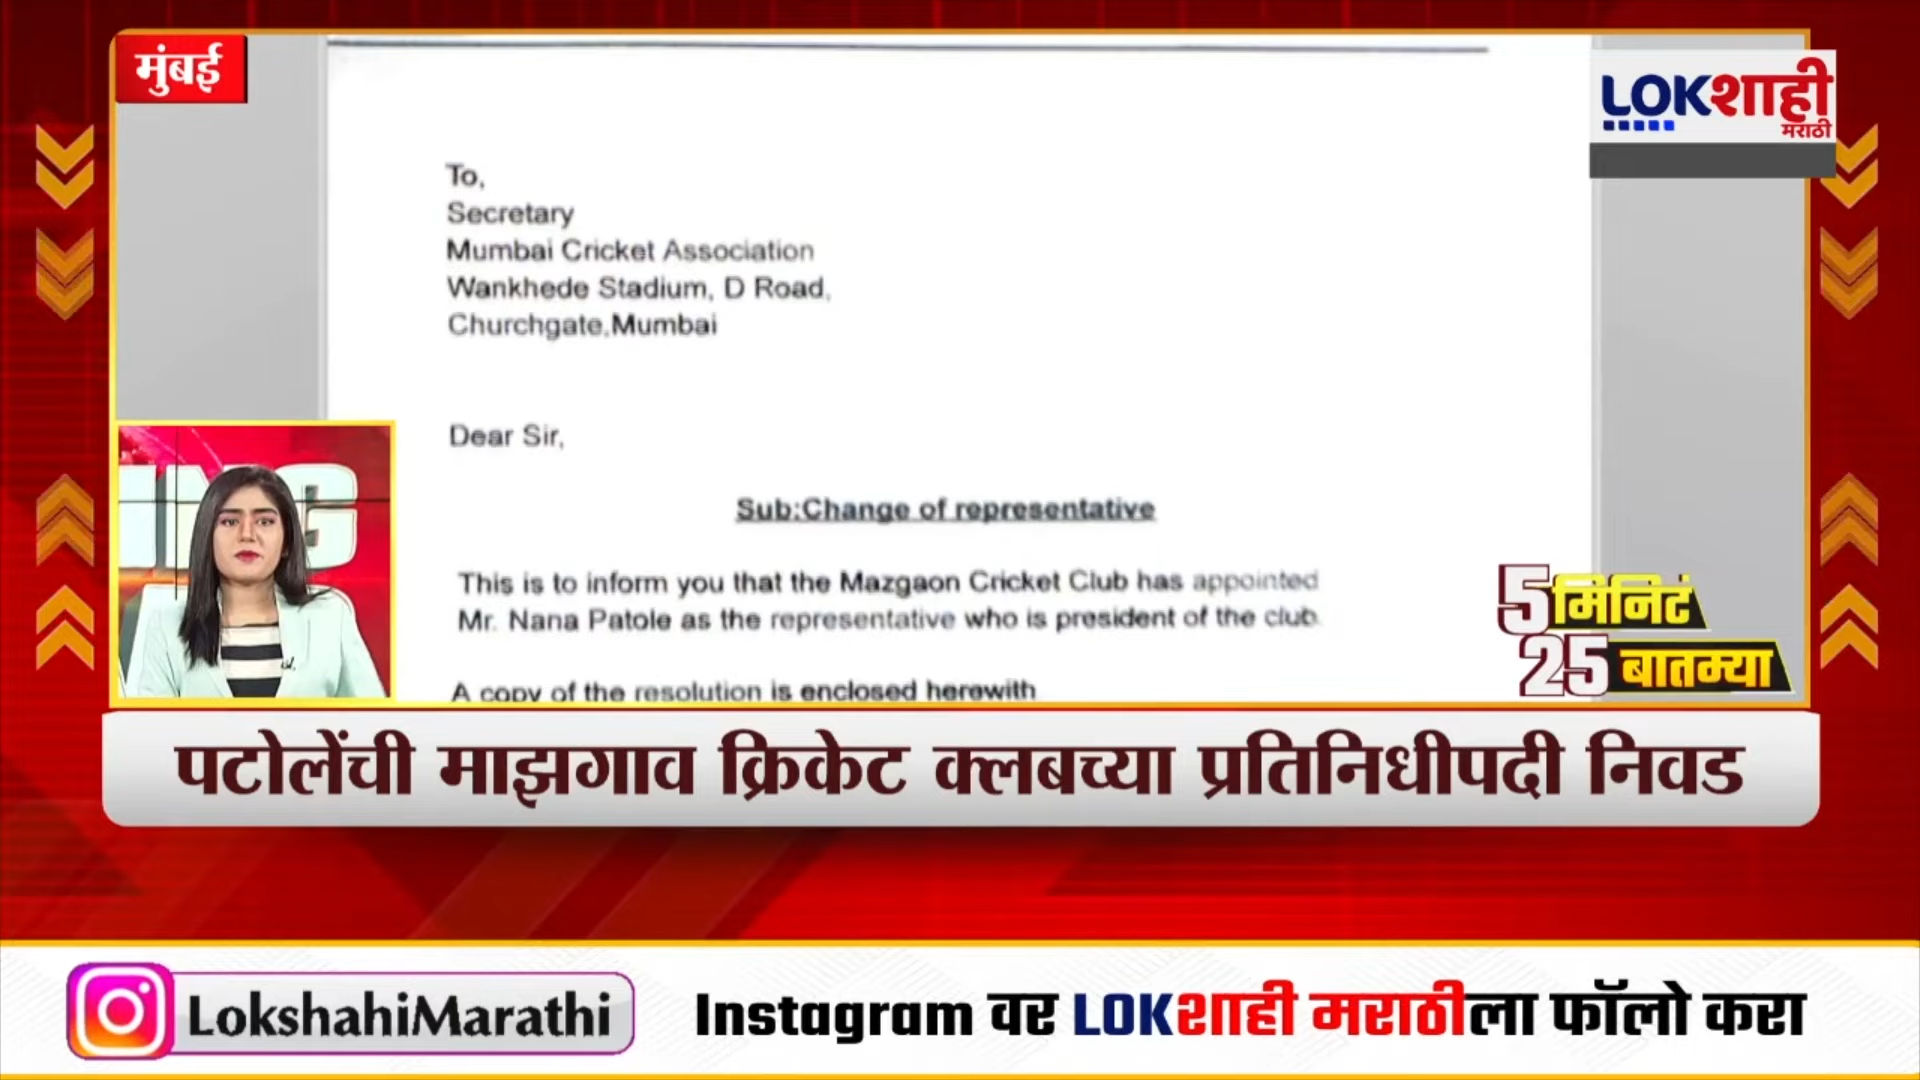 मुंबई
LOKशाही
मराठी
To,
Secretary
Mumbai Cricket Association
Wankhede Stadium, D Road,
Churchgate,Mumbai
Dear Sir,
Sub:Change of representative
This is to inform you that the Mazgaon Cricket Club has appointed
Mr. Nana Patole as the representative who is president of the club.
A copy of the resolution is enclosed herewith
ING
5 मिनिटं
25 बातम्या
पटोलेंची माझगाव क्रिकेट क्लबच्या प्रतिनिधीपदी निवड
LokshahiMarathi
Instagram वर LOKशाही मराठीला फॉलो करा